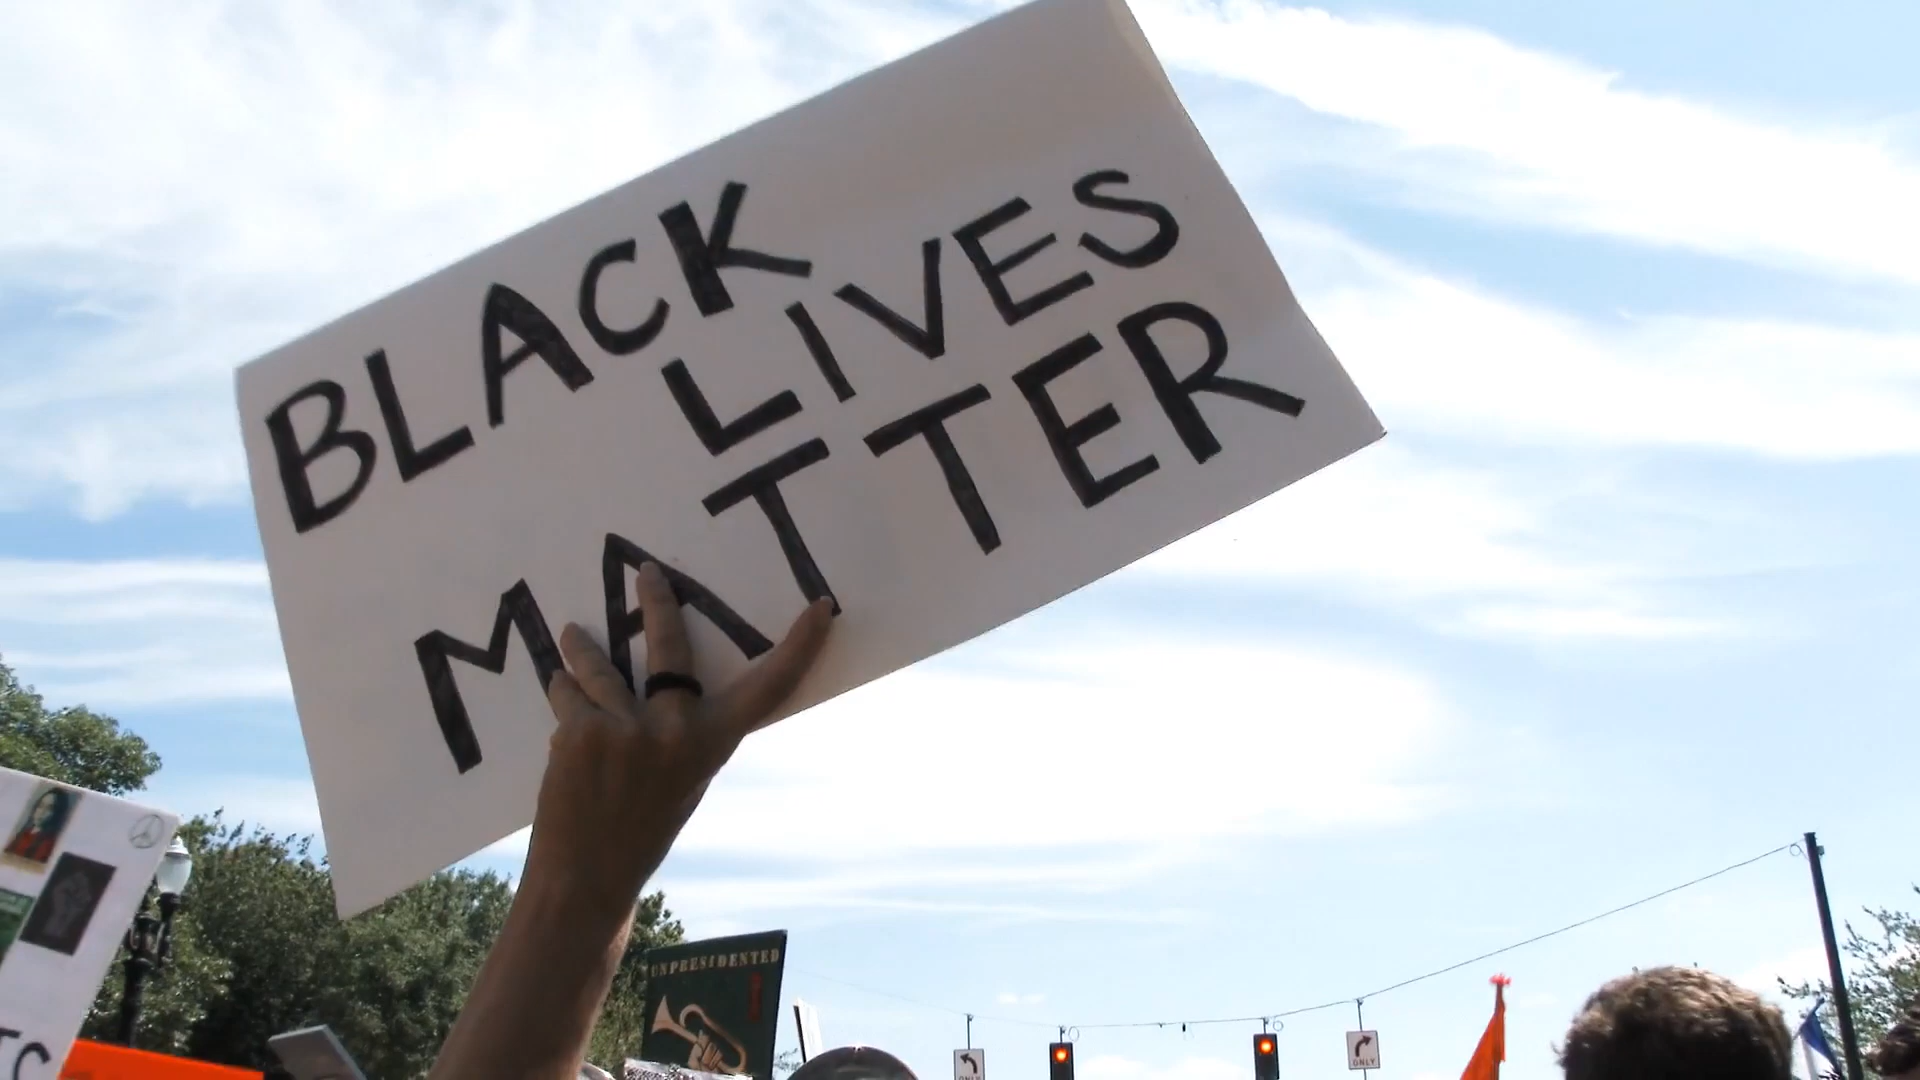 BLACK
LIVES
MATTER
UNPRESIDENTED
ONLY
ONLY